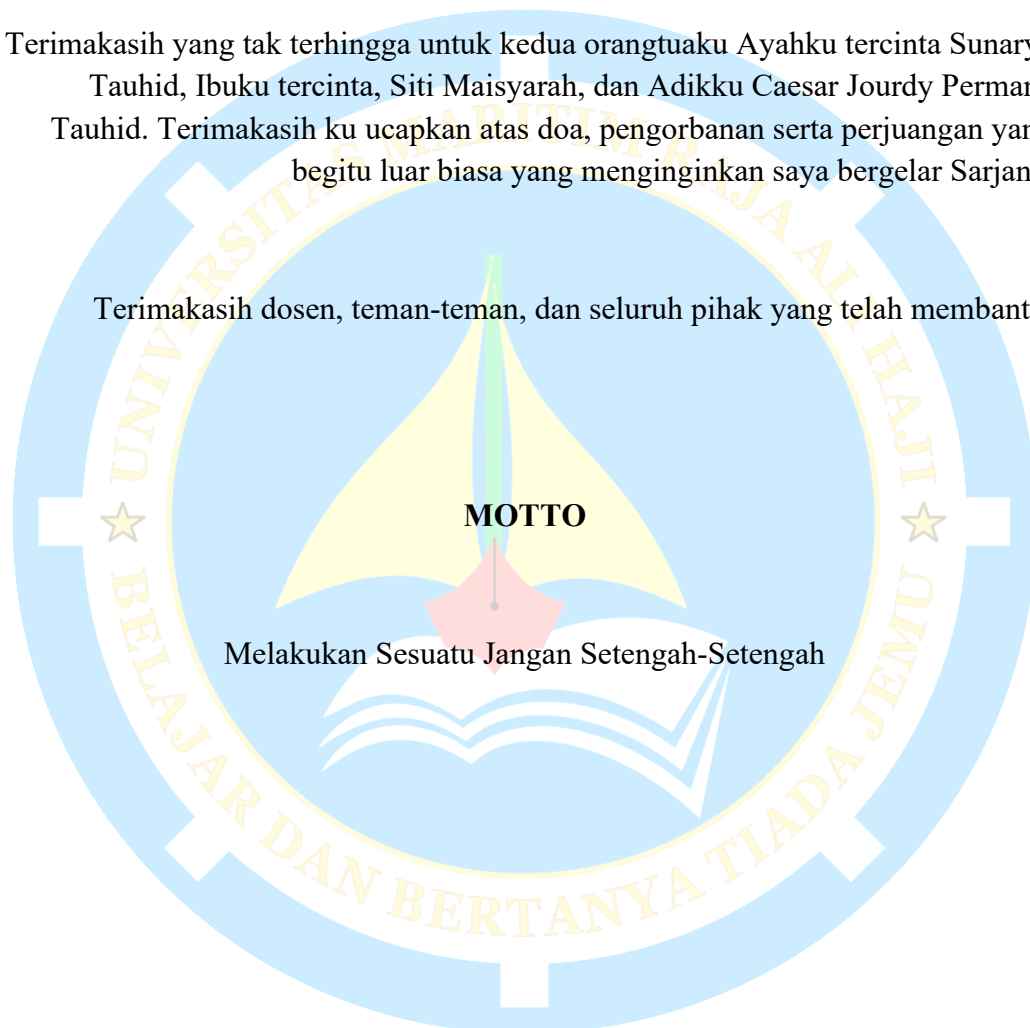 Terimakasih yang tak terhingga untuk kedua orangtuaku Ayahku tercinta Sunary
Tauhid, Ibuku tercinta, Siti Maisyarah, dan Adikku Caesar Jourdy Perman
Tauhid. Terimakasih ku ucapkan atas doa, pengorbanan serta perjuangan yan
begitu luar biasa yang menginginkan saya bergelar Sarjan
Terimakasih dosen, teman-teman, dan seluruh pihak yang telah membant
MOTTO
Melakukan Sesuatu Jangan Setengah-Setengah
UNIVERSITAS MARITIM RAJA ALI HAJI
BELAJAR DAN BERTANYA TIADA JEMU